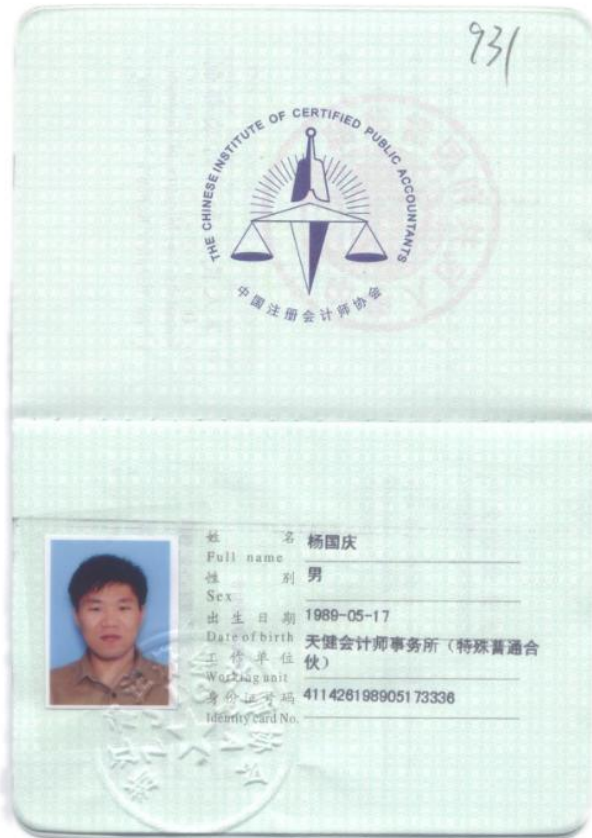 931
THE CHINESE INSTITUTE OF CERTIFIED PUBLIC ACCOUNTANTS
中国注册会计师协会
姓 名 杨国庆
Full name
性 别 男
Sex
出生日期 1989-05-17
Date of birth
工作单位 天健会计师事务所（特殊普通合
伙）
Working unit
身份证号码 411426198905173336
Identity card No.